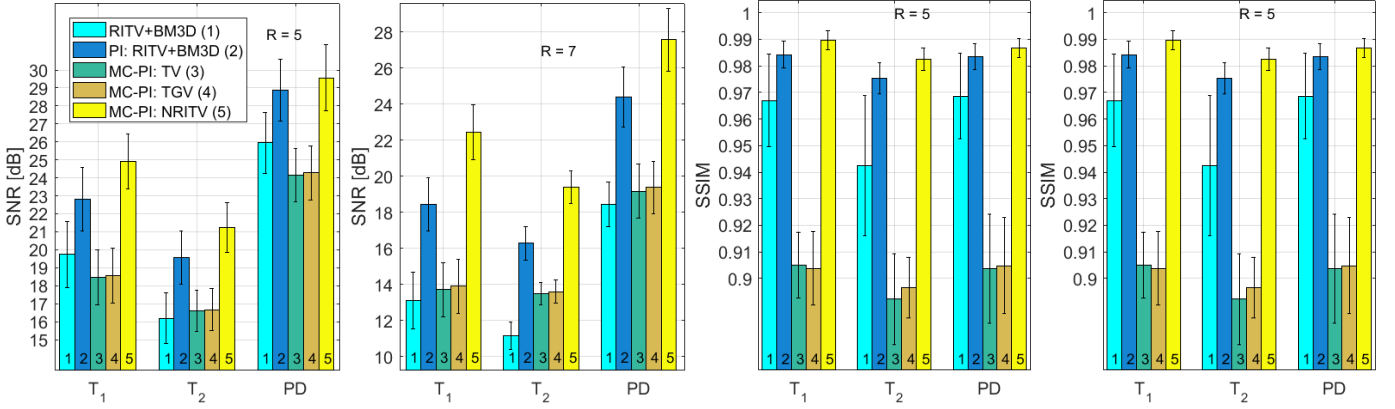 RITV+BM3D (1)
PI: RITV+BM3D (2)
MC-PI: TV (3)
MC-PI: TGV (4)
MC-PI: NRITV (5)
R = 5
SNR [dB]
30
29
28
27
26
25
24
23
22
21
20
19
18
17
16
15
1 2 3 4 5
1 2 3 4 5
1 2 3 4 5
T1 T2 PD
R = 7
SNR [dB]
28
26
24
22
20
18
16
14
12
10
1 2 3 4 5
1 2 3 4 5
1 2 3 4 5
T1 T2 PD
R = 5
SSIM
1
0.99
0.98
0.97
0.96
0.95
0.94
0.93
0.92
0.91
0.9
1 2 3 4 5
1 2 3 4 5
1 2 3 4 5
T1 T2 PD
R = 5
SSIM
1
0.99
0.98
0.97
0.96
0.95
0.94
0.93
0.92
0.91
0.9
1 2 3 4 5
1 2 3 4 5
1 2 3 4 5
T1 T2 PD